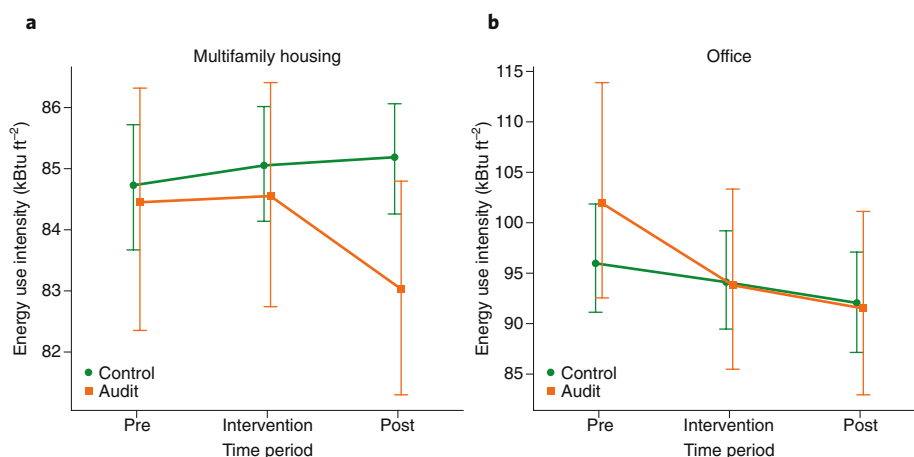 a
Multifamily housing
Energy use intensity (kBtu ft⁻²)
86
85
84
83
82
Control
Audit
Pre
Intervention
Post
Time period
b
Office
Energy use intensity (kBtu ft⁻²)
115
110
105
100
95
90
85
Control
Audit
Pre
Intervention
Post
Time period